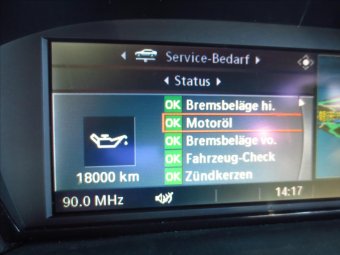 Service-Bedarf
Status
OK Bremsbeläge hi.
OK Motoröl
OK Bremsbeläge vo.
OK Fahrzeug-Check
OK Zündkerzen
18000 km
90.0 MHz
14:17